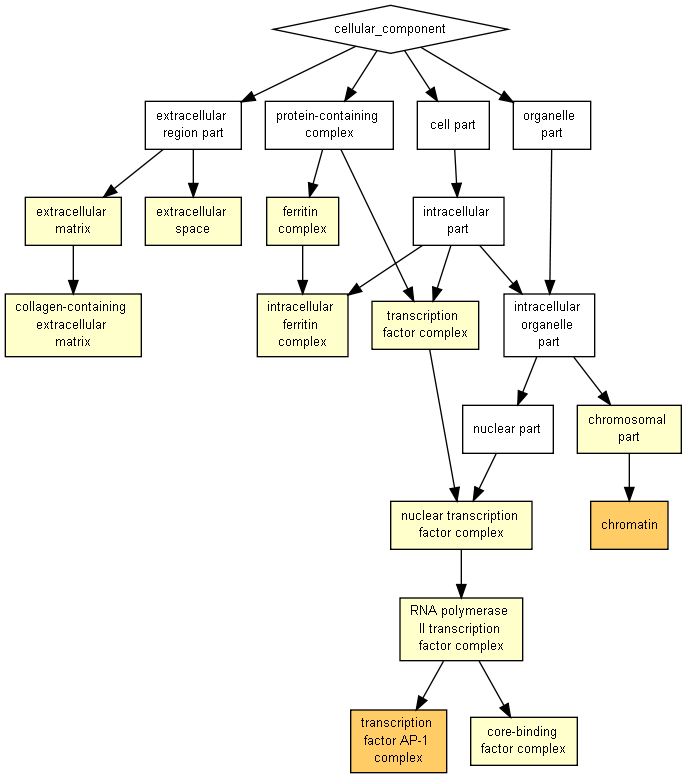 cellular_component
extracellular
region part
protein-containing
complex
cell part
organelle
part
extracellular
matrix
extracellular
space
ferritin
complex
intracellular
part
collagen-containing
extracellular
matrix
intracellular
ferritin
complex
transcription
factor complex
intracellular
organelle
part
nuclear part
chromosomal
part
nuclear transcription
factor complex
chromatin
RNA polymerase
II transcription
factor complex
transcription
factor AP-1
complex
core-binding
factor complex